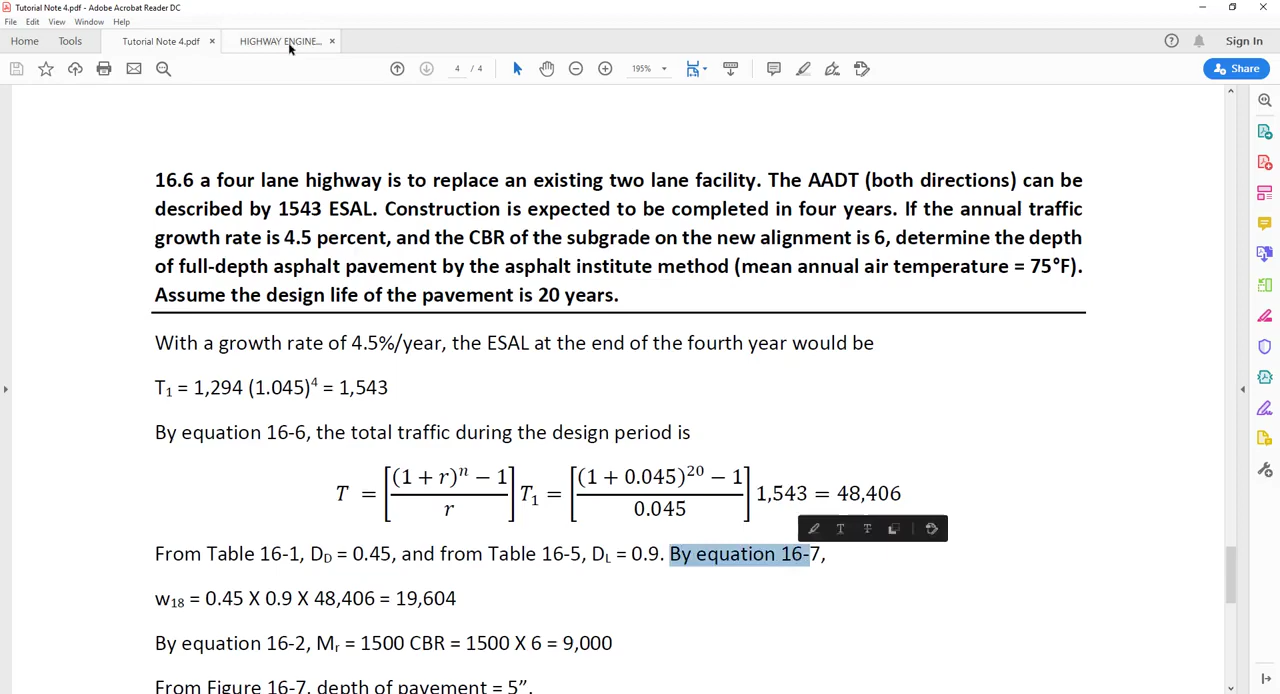 Tutorial Note 4.pdf - Adobe Acrobat Reader DC
File Edit View Window Help
Home Tools Tutorial Note 4.pdf × HIGHWAY ENGINE... × Sign In
4 / 4 195% Share
16.6 a four lane highway is to replace an existing two lane facility. The AADT (both directions) can be
described by 1543 ESAL. Construction is expected to be completed in four years. If the annual traffic
growth rate is 4.5 percent, and the CBR of the subgrade on the new alignment is 6, determine the depth
of full-depth asphalt pavement by the asphalt institute method (mean annual air temperature = 75°F).
Assume the design life of the pavement is 20 years.
With a growth rate of 4.5%/year, the ESAL at the end of the fourth year would be
T₁ = 1,294 (1.045)⁴ = 1,543
By equation 16-6, the total traffic during the design period is
T = [((1 + r)ⁿ − 1)/r] T₁ = [((1 + 0.045)²⁰ − 1)/0.045] 1,543 = 48,406
From Table 16-1, D_D = 0.45, and from Table 16-5, D_L = 0.9. By equation 16-7,
w₁₈ = 0.45 X 0.9 X 48,406 = 19,604
By equation 16-2, Mᵣ = 1500 CBR = 1500 X 6 = 9,000
From Figure 16-7, depth of pavement = 5”.